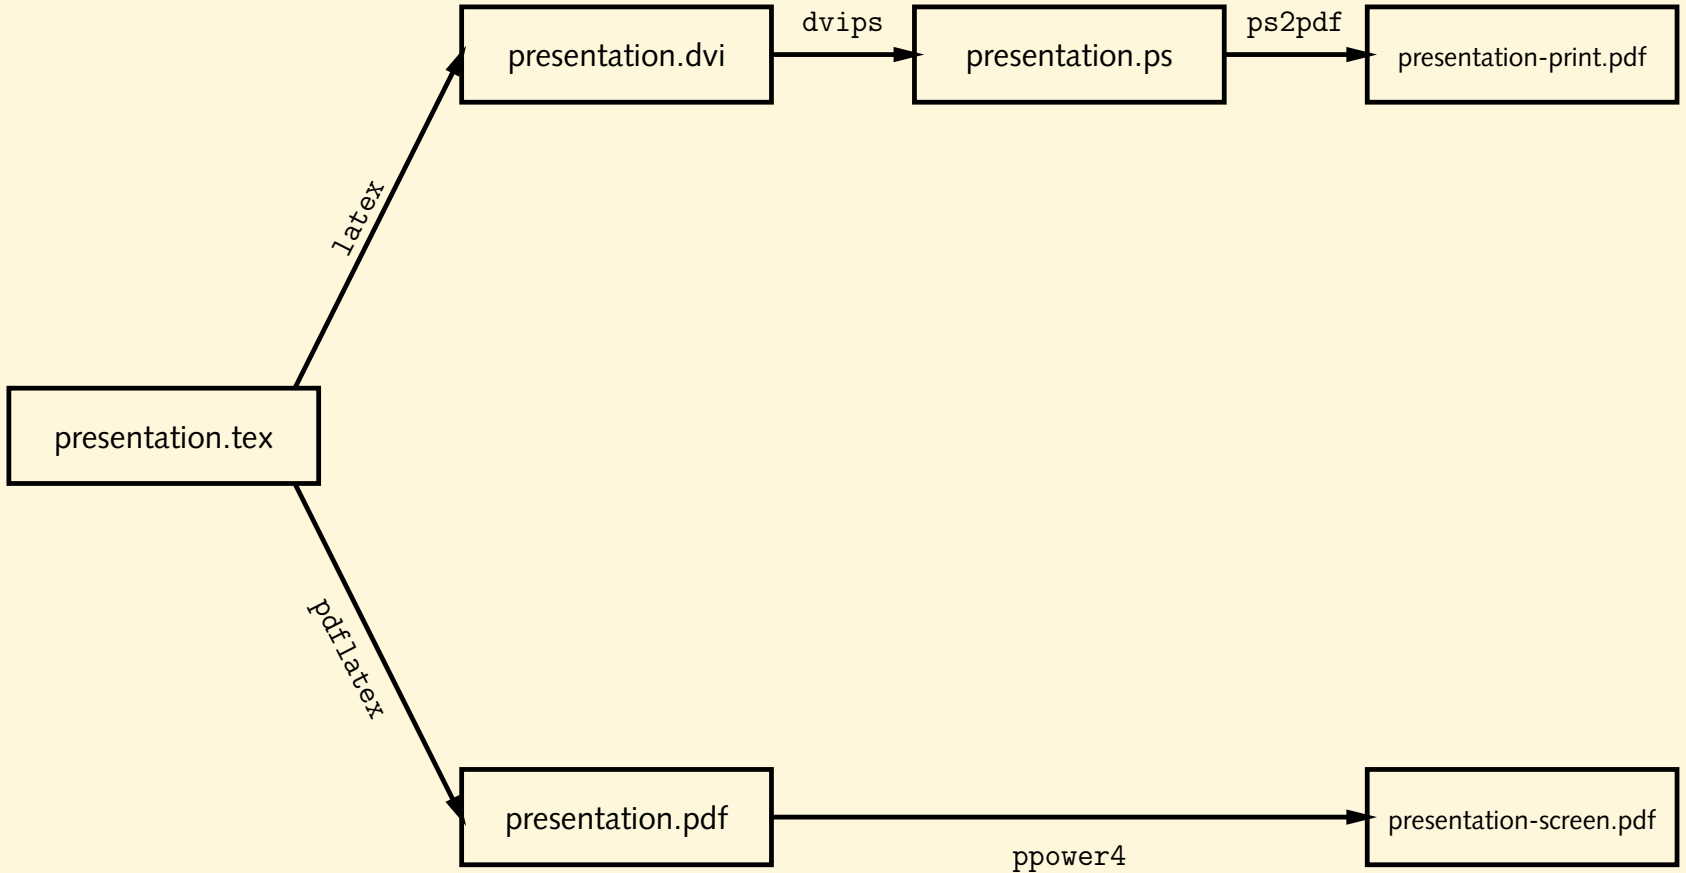 presentation.dvi
dvips
presentation.ps
ps2pdf
presentation-print.pdf
latex
presentation.tex
pdflatex
presentation.pdf
ppower4
presentation-screen.pdf